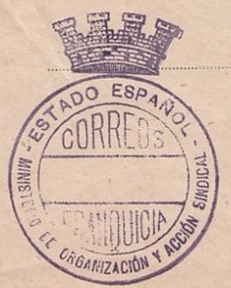 - ESTADO ESPAÑOL -
CORREOS
FRANQUICIA
MINISTERIO DE ORGANIZACIÓN Y ACCIÓN SINDICAL